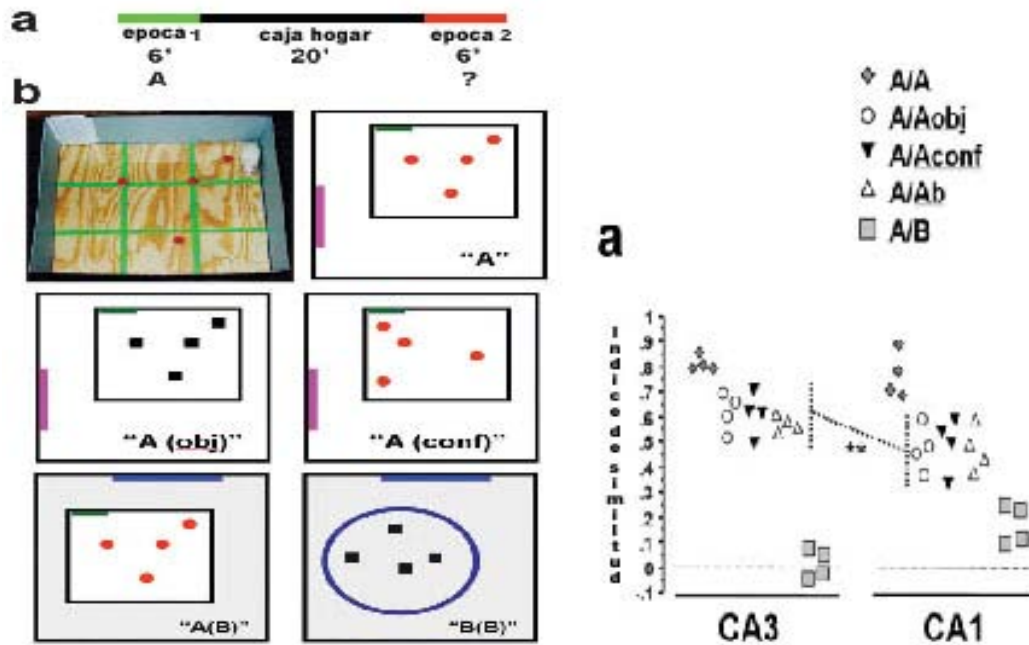 a
epoca 1 caja hogar epoca 2
6' 20' 6'
A ?
b
"A"
"A (obj)" "A (conf)"
"A(B)" "B(B)"
A/A
A/Aobj
A/Aconf
A/Ab
A/B
a
Indice de similitud
1
.9
.8
.7
.6
.5
.4
.3
.2
.1
0
-.1
**
CA3 CA1